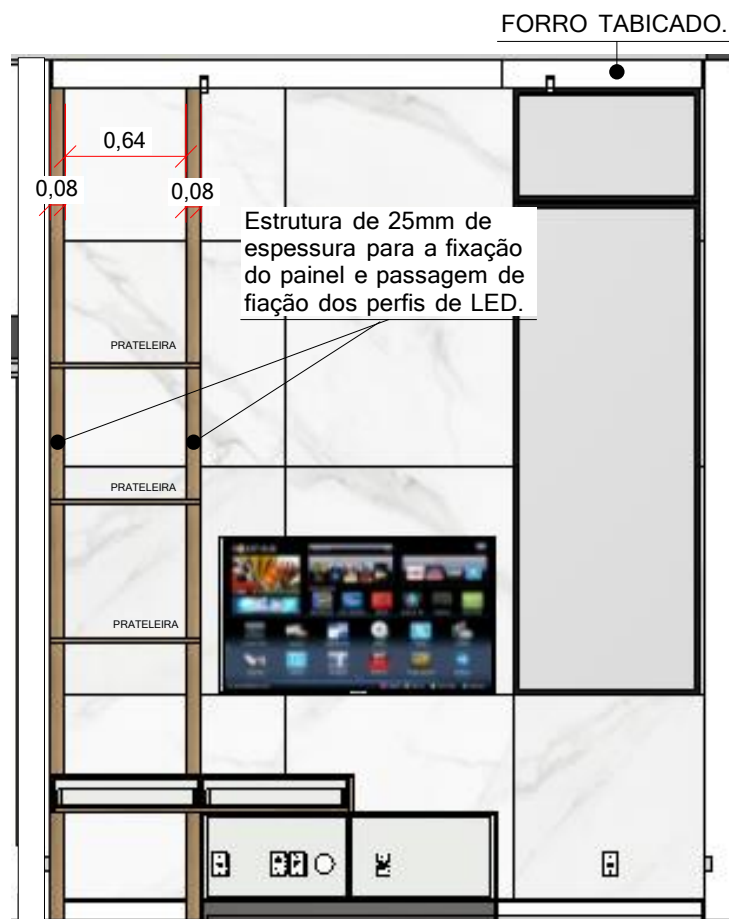 FORRO TABICADO.
0,64
0,08
0,08
Estrutura de 25mm de
espessura para a fixação
do painel e passagem de
fiação dos perfis de LED.
PRATELEIRA
PRATELEIRA
PRATELEIRA